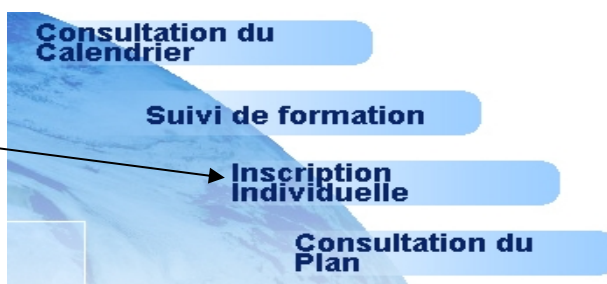 Consultation du
Calendrier
Suivi de formation
Inscription
Individuelle
Consultation du
Plan